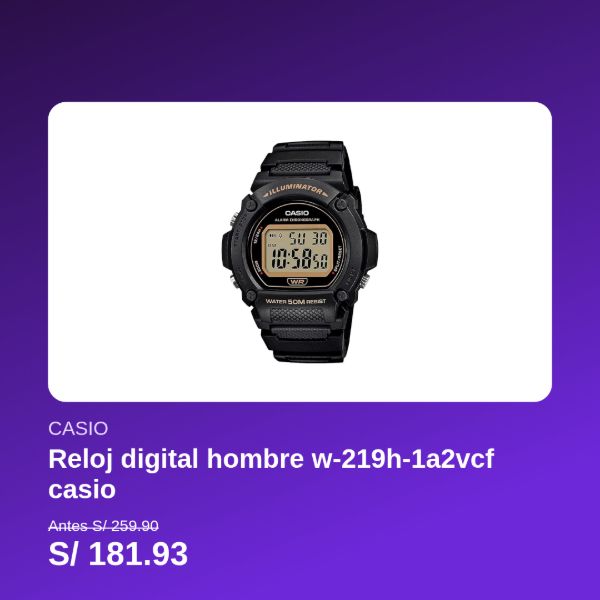 ILLUMINATOR
CASIO
ALARM CHRONOGRAPH
SU 30
10:58 50
WR
WATER 50M RESIST
CASIO
Reloj digital hombre w-219h-1a2vcf
casio
Antes S/ 259.90
S/ 181.93